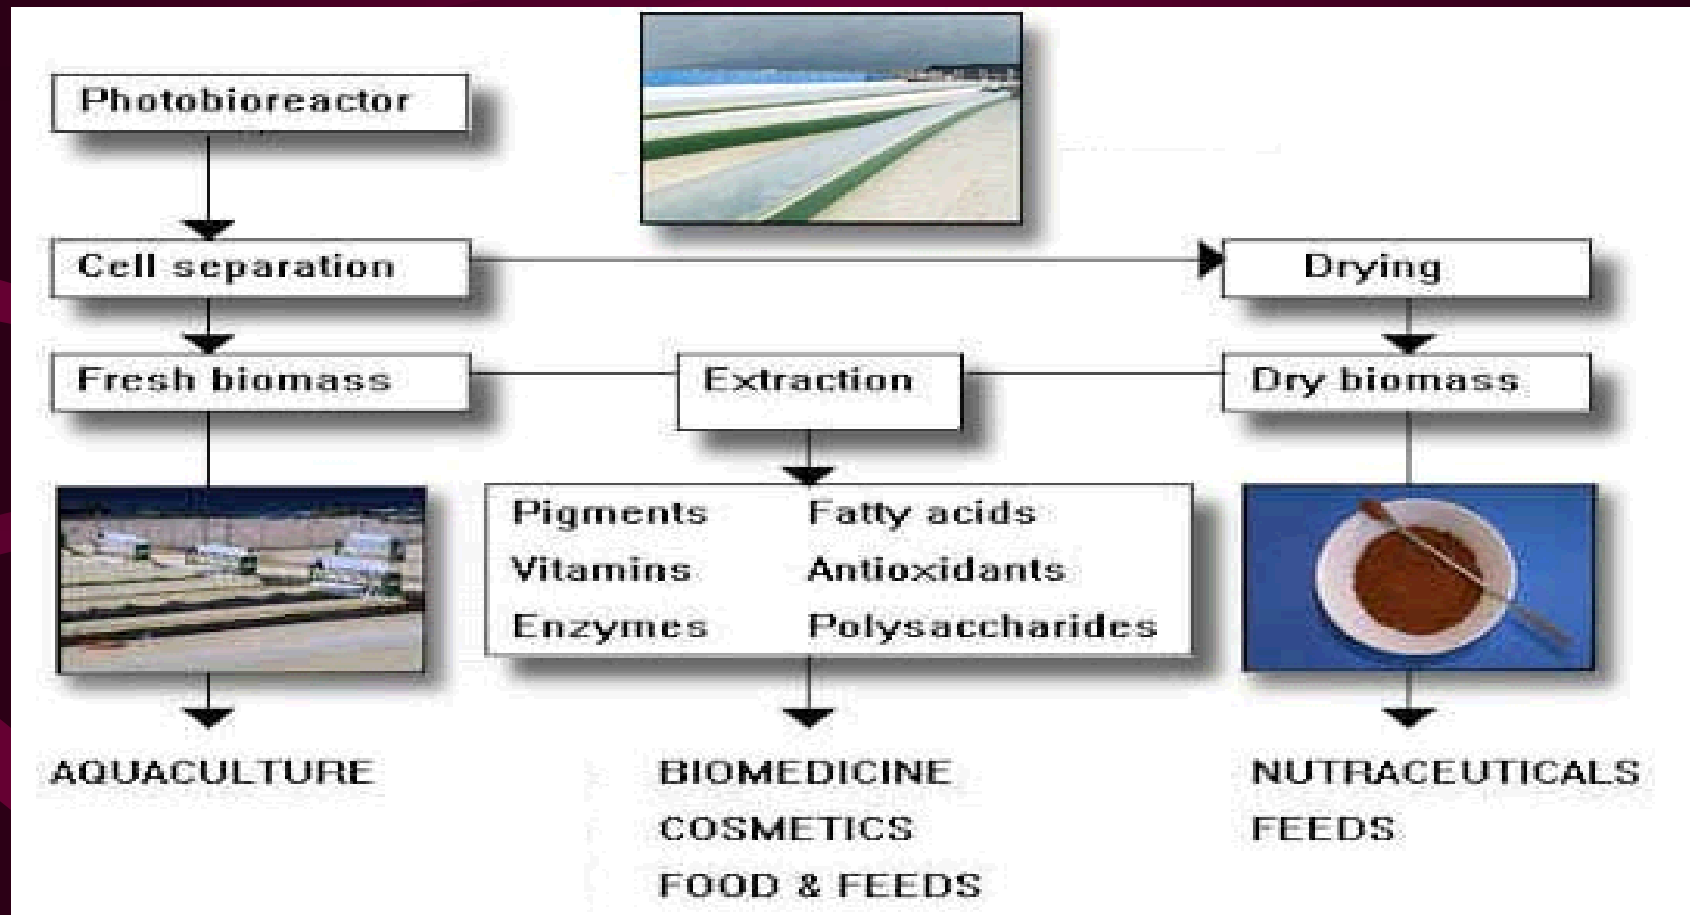 Photobioreactor
Cell separation
Drying
Fresh biomass
Extraction
Dry biomass
Pigments Fatty acids
Vitamins Antioxidants
Enzymes Polysaccharides
AQUACULTURE
BIOMEDICINE
COSMETICS
FOOD & FEEDS
NUTRACEUTICALS
FEEDS